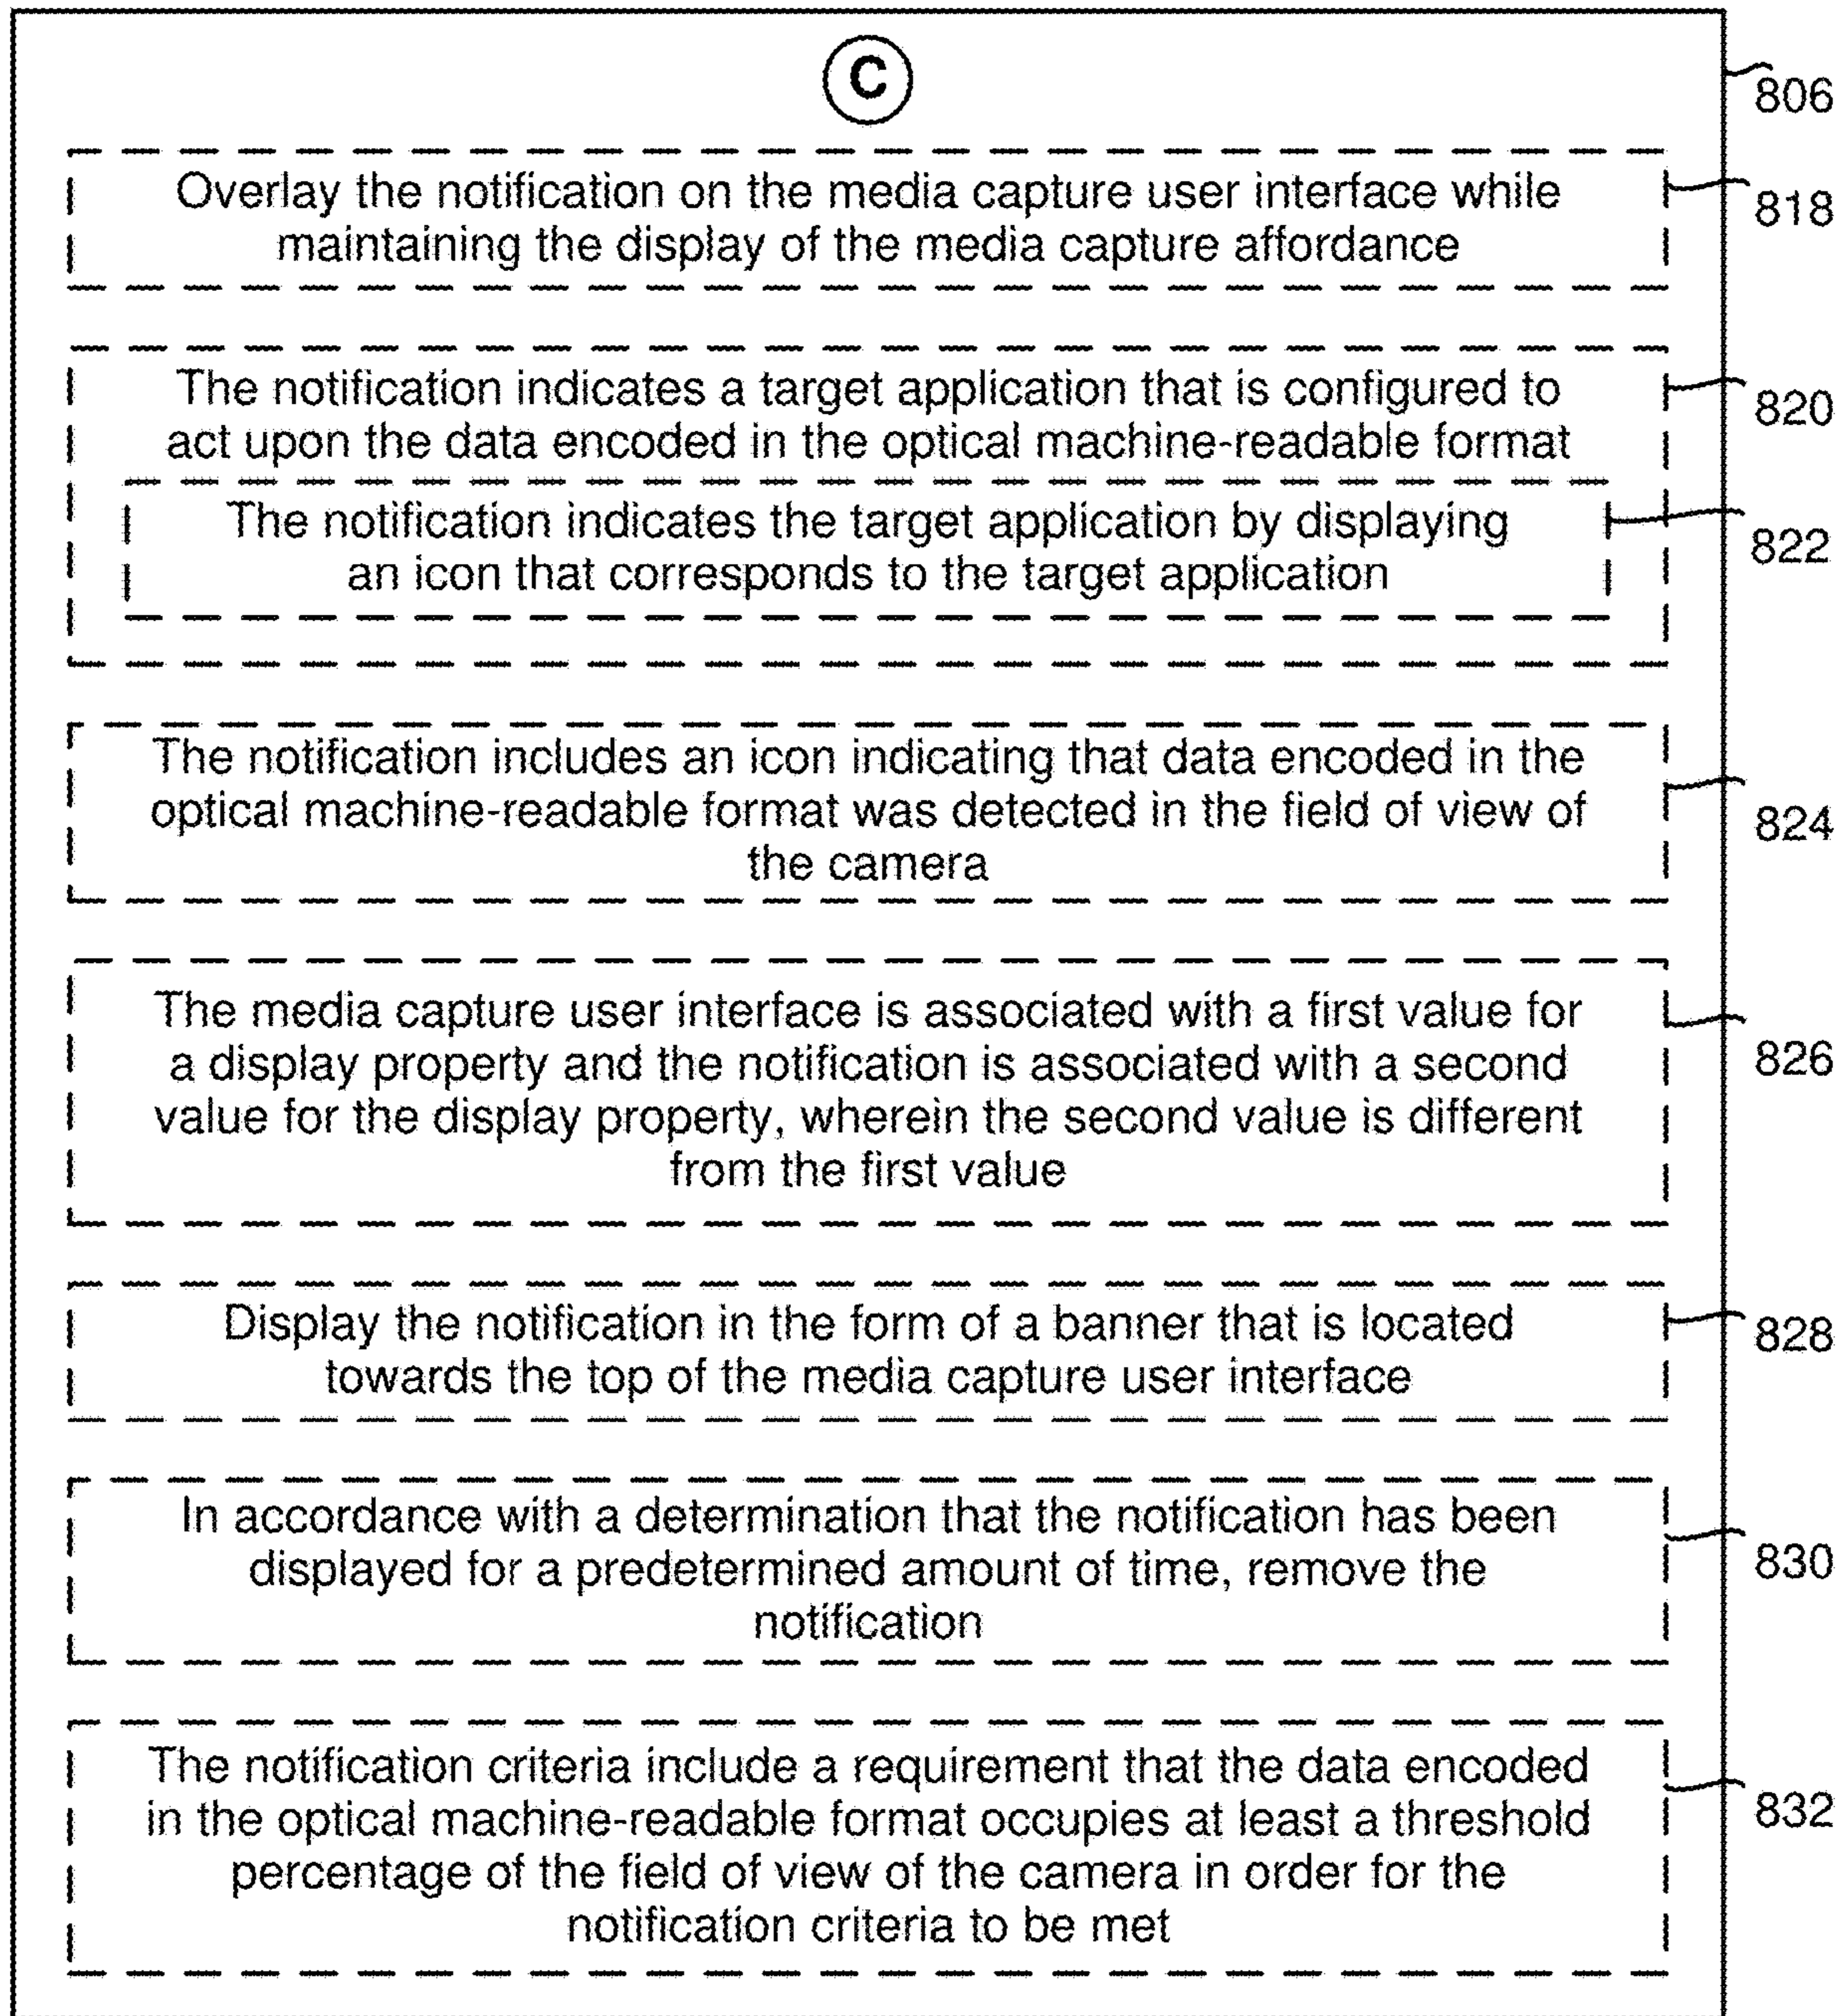 C
806
Overlay the notification on the media capture user interface while
maintaining the display of the media capture affordance
818
The notification indicates a target application that is configured to
act upon the data encoded in the optical machine-readable format
820
The notification indicates the target application by displaying
an icon that corresponds to the target application
822
The notification includes an icon indicating that data encoded in the
optical machine-readable format was detected in the field of view of
the camera
824
The media capture user interface is associated with a first value for
a display property and the notification is associated with a second
value for the display property, wherein the second value is different
from the first value
826
Display the notification in the form of a banner that is located
towards the top of the media capture user interface
828
In accordance with a determination that the notification has been
displayed for a predetermined amount of time, remove the
notification
830
The notification criteria include a requirement that the data encoded
in the optical machine-readable format occupies at least a threshold
percentage of the field of view of the camera in order for the
notification criteria to be met
832